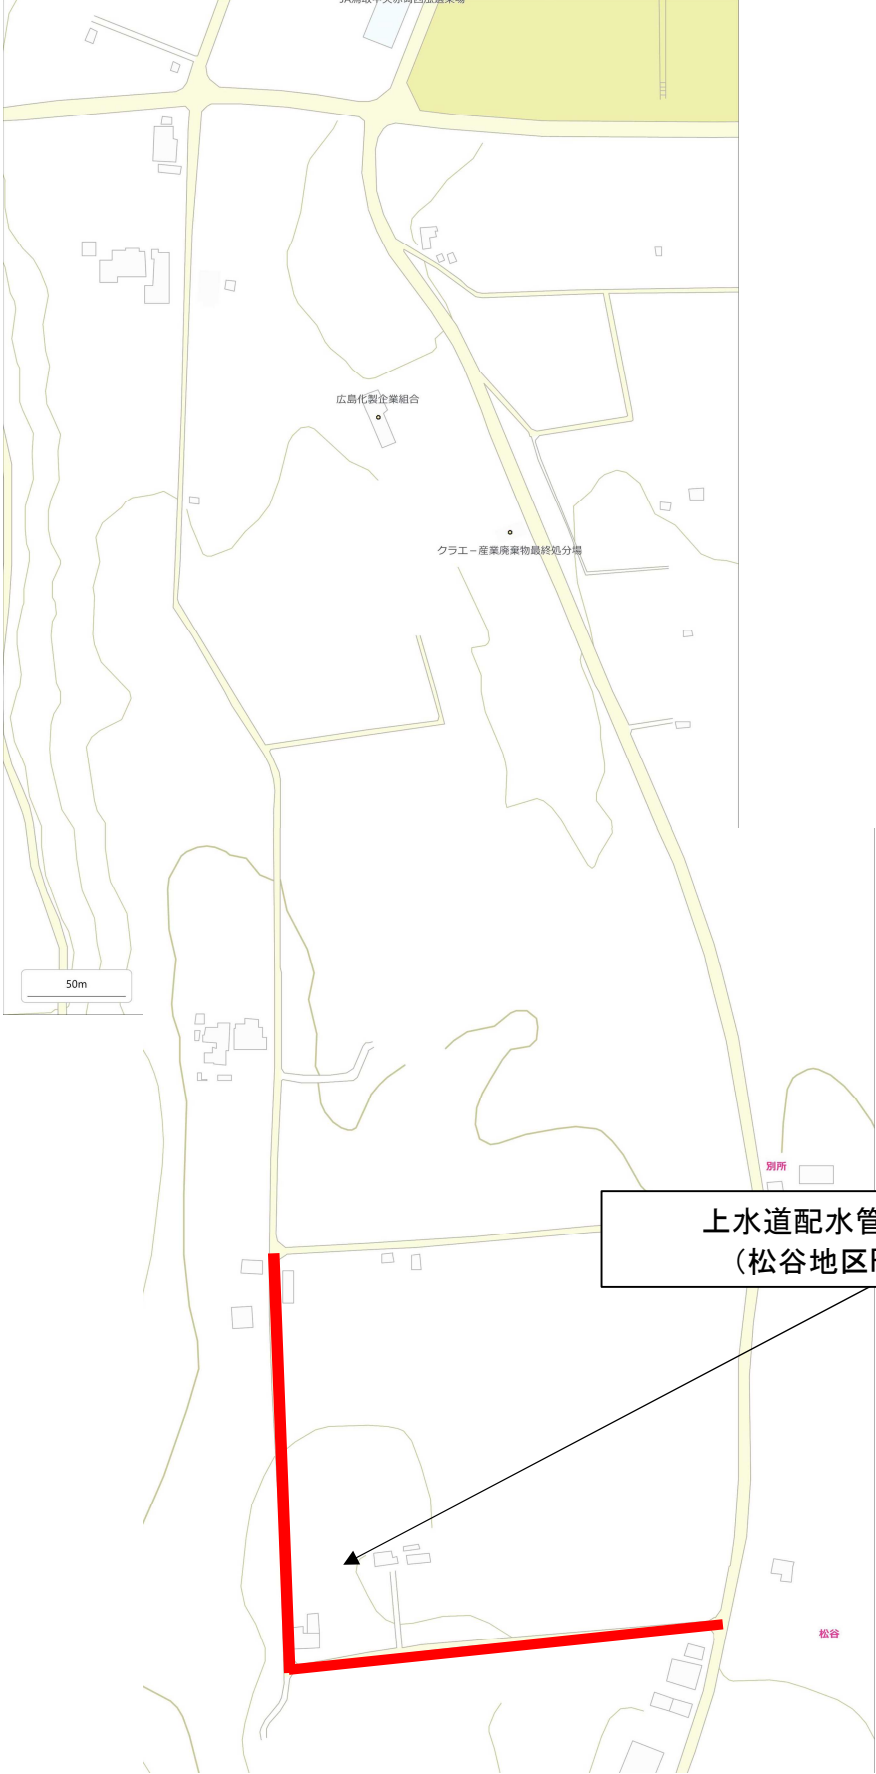 広島化製企業組合
クラエ－産業廃棄物最終処分場
50m
別所
上水道配水管
（松谷地区
松谷